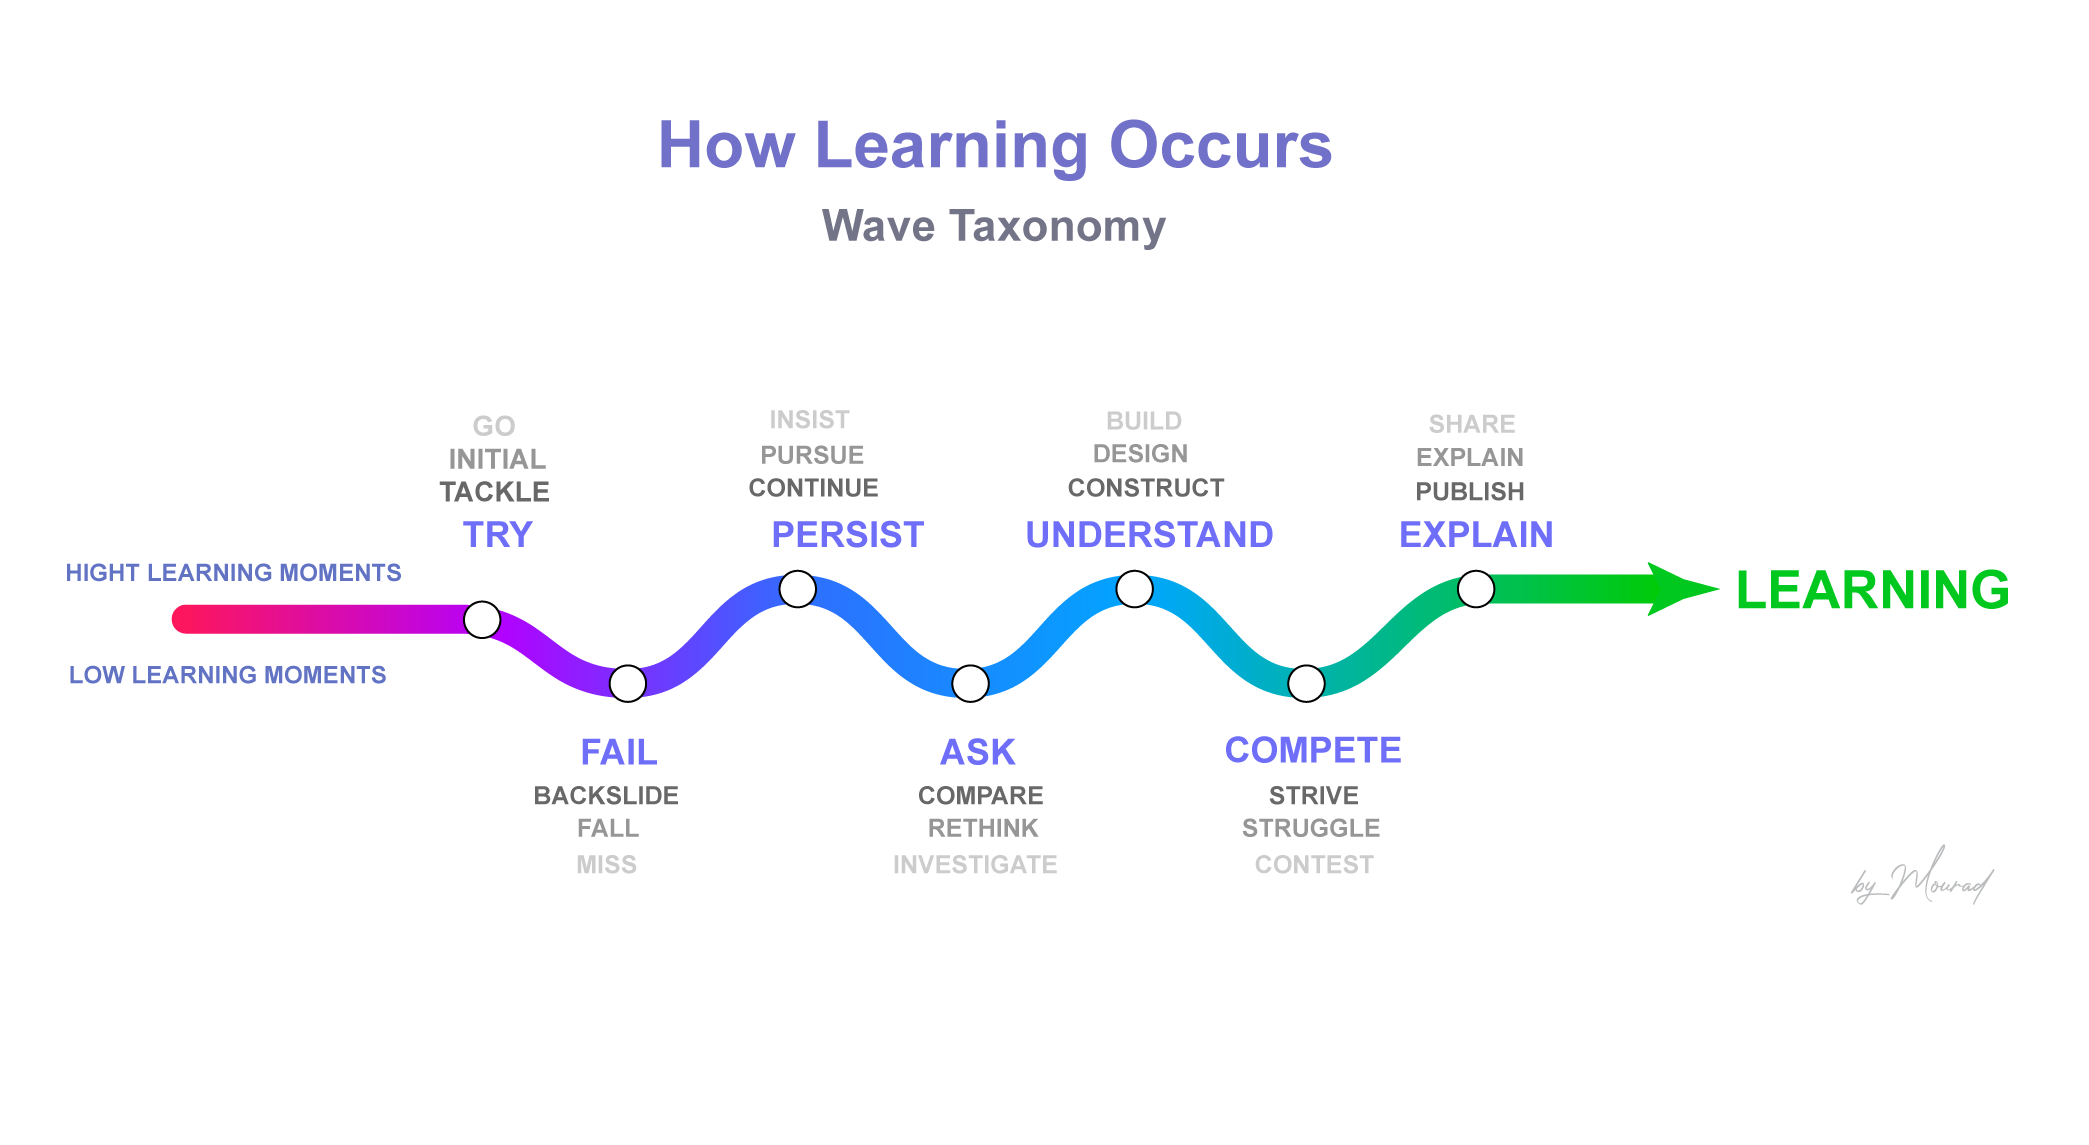 How Learning Occurs
Wave Taxonomy
GO
INITIAL
TACKLE
TRY
INSIST
PURSUE
CONTINUE
PERSIST
BUILD
DESIGN
CONSTRUCT
UNDERSTAND
SHARE
EXPLAIN
PUBLISH
EXPLAIN
HIGHT LEARNING MOMENTS
LOW LEARNING MOMENTS
LEARNING
FAIL
BACKSLIDE
FALL
MISS
ASK
COMPARE
RETHINK
INVESTIGATE
COMPETE
STRIVE
STRUGGLE
CONTEST
by Mourad